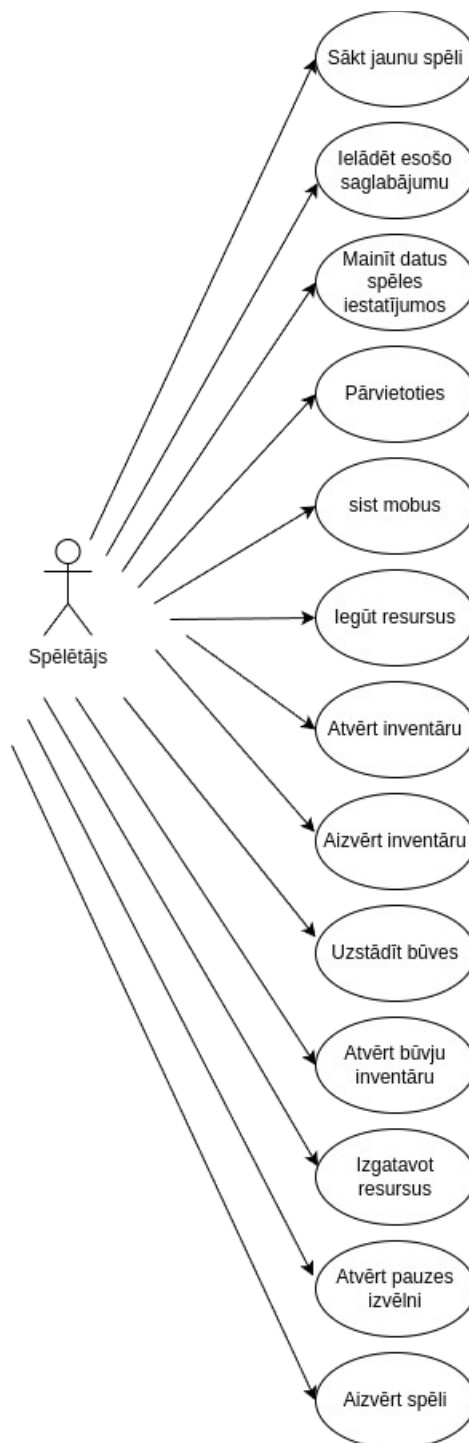 Sākt jaunu spēli
Ielādēt esošo
saglabājumu
Mainīt datus
spēles
iestatījumos
Pārvietoties
sist mobus
Iegūt resursus
Spēlētājs
Atvērt inventāru
Aizvērt inventāru
Uzstādīt būves
Atvērt būvju
inventāru
Izgatavot
resursus
Atvērt pauzes
izvēlni
Aizvērt spēli